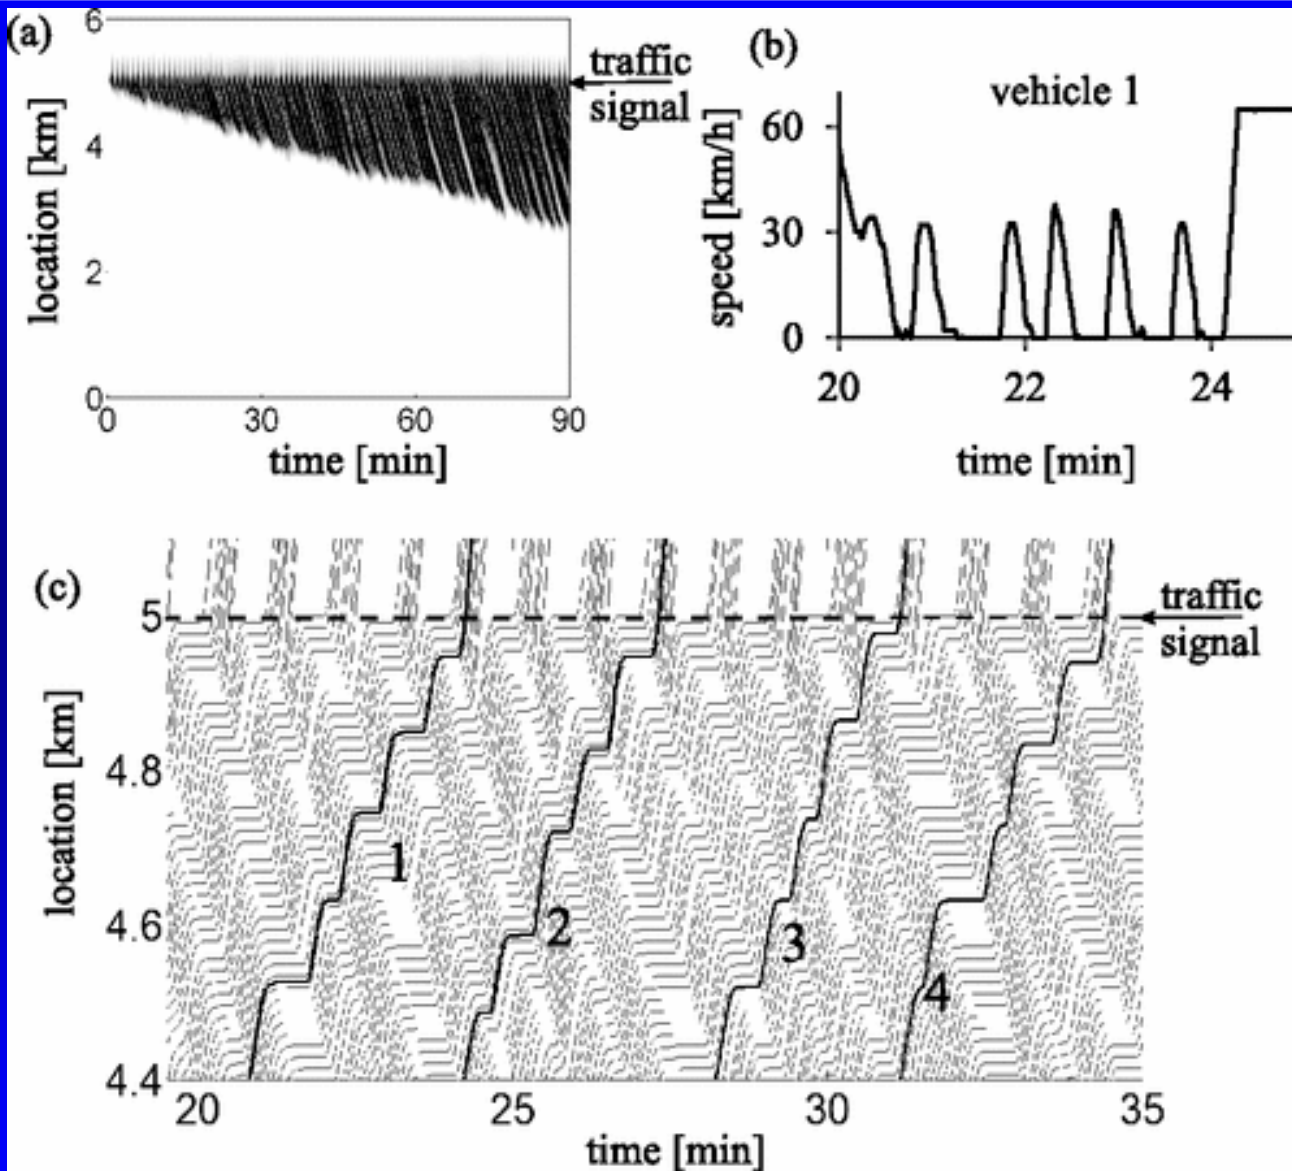 (a)
6
4
2
0
location [km]
0 30 60 90
time [min]
traffic
signal
(b)
vehicle 1
60
30
0
speed [km/h]
20 22 24
time [min]
(c)
5
4.8
4.6
4.4
location [km]
1
2
3
4
20 25 30 35
time [min]
traffic
signal